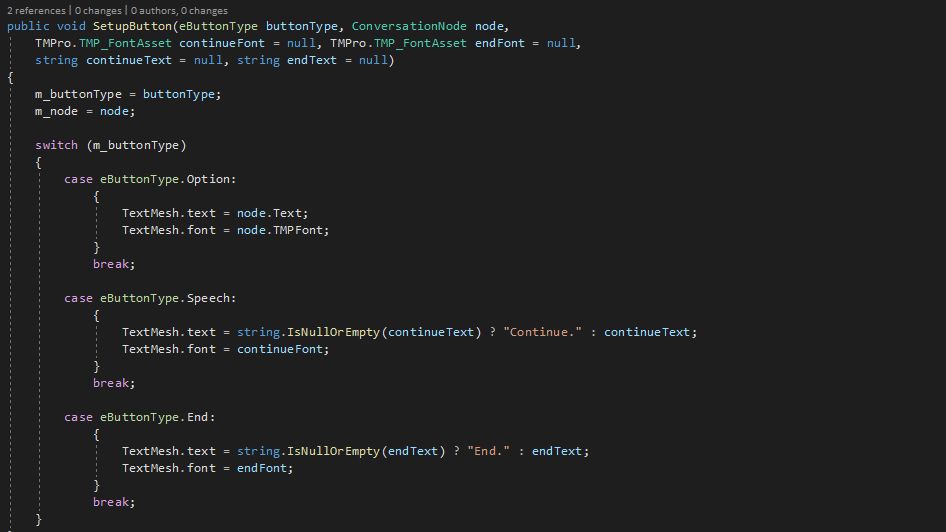 2 references | 0 changes | 0 authors, 0 changes
public void SetupButton(eButtonType buttonType, ConversationNode node,
    TMPro.TMP_FontAsset continueFont = null, TMPro.TMP_FontAsset endFont = null,
    string continueText = null, string endText = null)
{
    m_buttonType = buttonType;
    m_node = node;

    switch (m_buttonType)
    {
        case eButtonType.Option:
            {
                TextMesh.text = node.Text;
                TextMesh.font = node.TMPFont;
            }
            break;

        case eButtonType.Speech:
            {
                TextMesh.text = string.IsNullOrEmpty(continueText) ? "Continue." : continueText;
                TextMesh.font = continueFont;
            }
            break;

        case eButtonType.End:
            {
                TextMesh.text = string.IsNullOrEmpty(endText) ? "End." : endText;
                TextMesh.font = endFont;
            }
            break;
    }